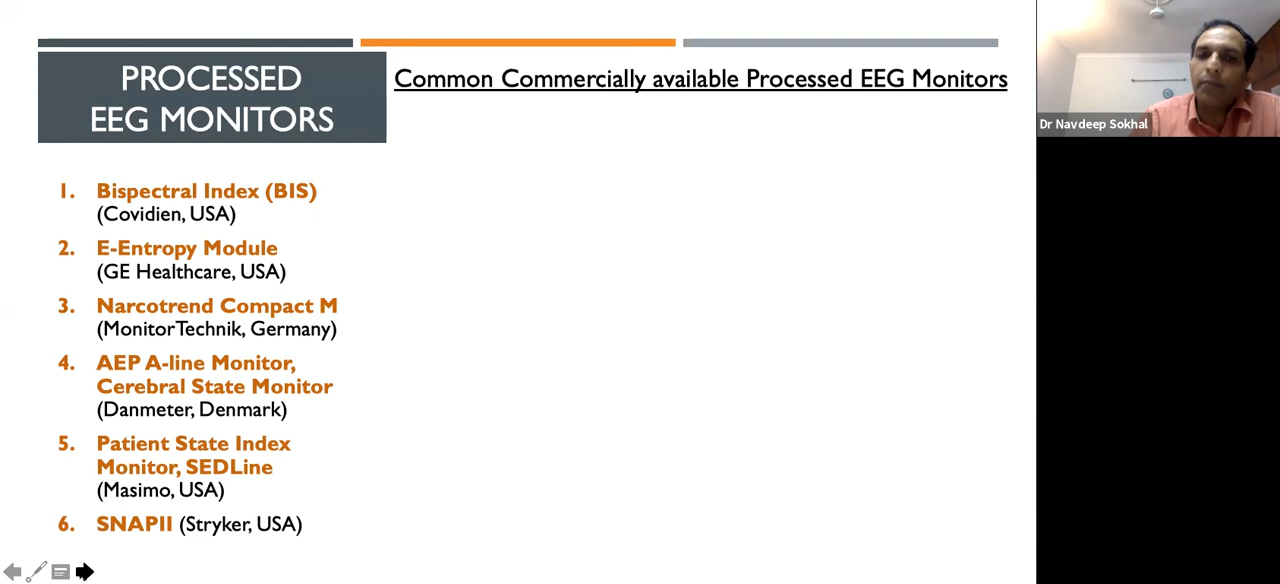 PROCESSED
EEG MONITORS
Common Commercially available Processed EEG Monitors
1. Bispectral Index (BIS)
(Covidien, USA)
2. E-Entropy Module
(GE Healthcare, USA)
3. Narcotrend Compact M
(MonitorTechnik, Germany)
4. AEP A-line Monitor,
Cerebral State Monitor
(Danmeter, Denmark)
5. Patient State Index
Monitor, SEDLine
(Masimo, USA)
6. SNAPII (Stryker, USA)
Dr Navdeep Sokhal